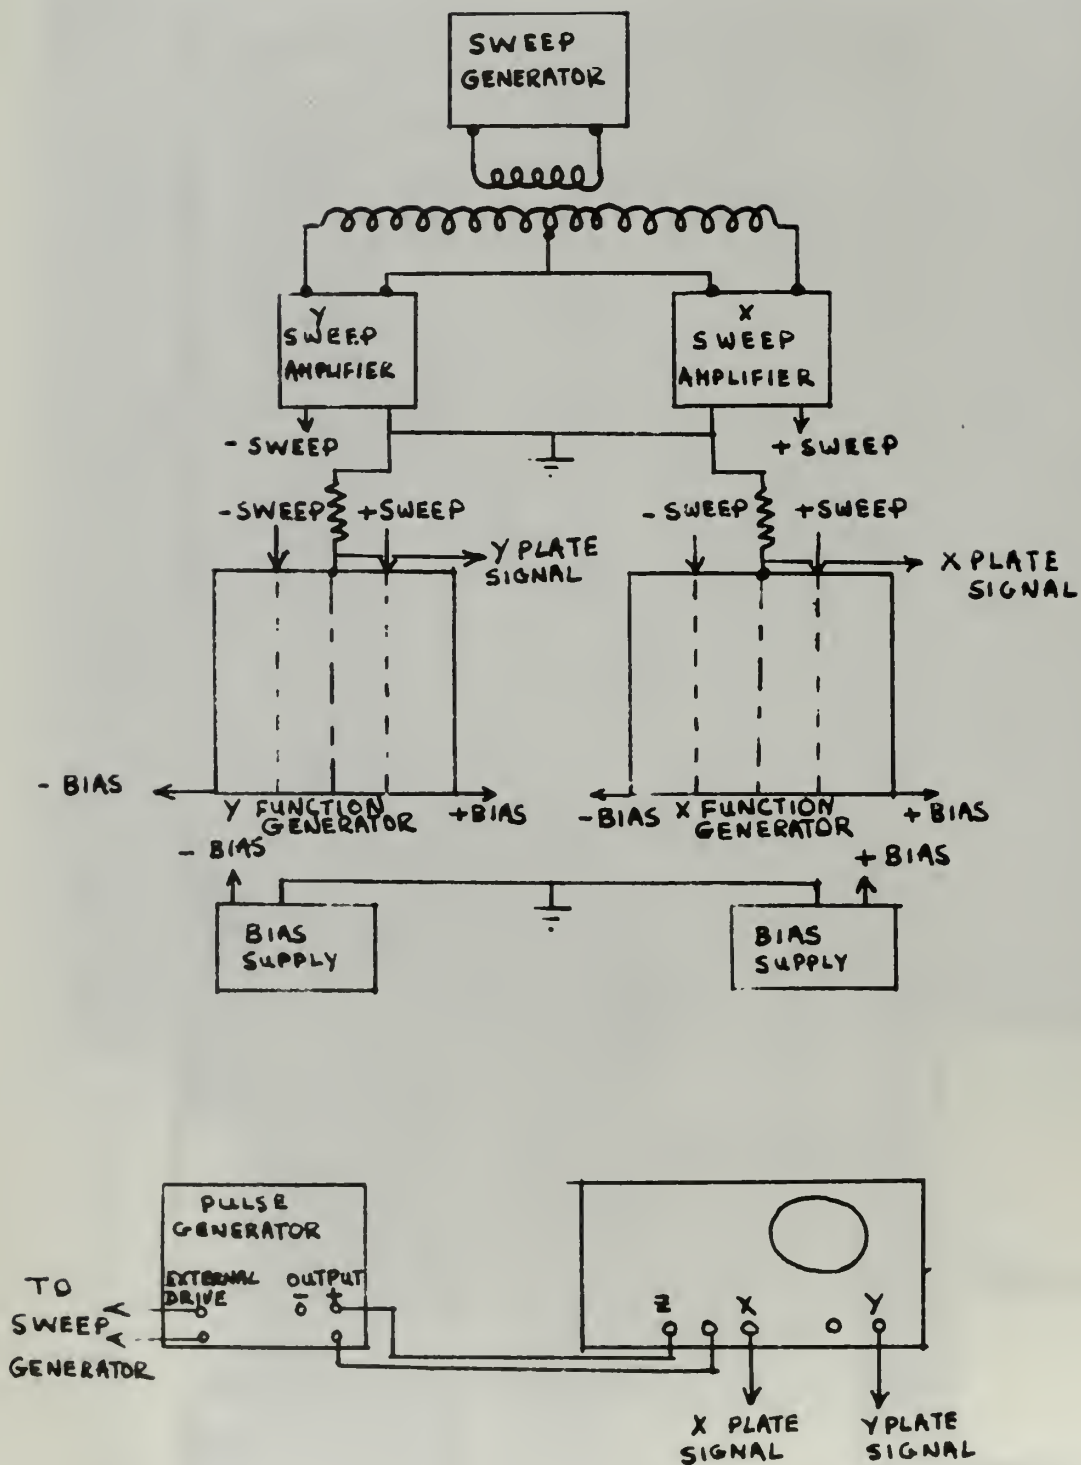 SWEEP
GENERATOR
Y
SWEEP
AMPLIFIER
X
SWEEP
AMPLIFIER
- SWEEP
+ SWEEP
- SWEEP
+ SWEEP
- SWEEP
+ SWEEP
Y PLATE
SIGNAL
X PLATE
SIGNAL
- BIAS
Y FUNCTION
GENERATOR
+ BIAS
- BIAS
X FUNCTION
GENERATOR
+ BIAS
- BIAS
+ BIAS
BIAS
SUPPLY
BIAS
SUPPLY
PULSE
GENERATOR
EXTERNAL
DRIVE
OUTPUT
- +
TO
SWEEP
GENERATOR
Z X Y
X PLATE
SIGNAL
Y PLATE
SIGNAL